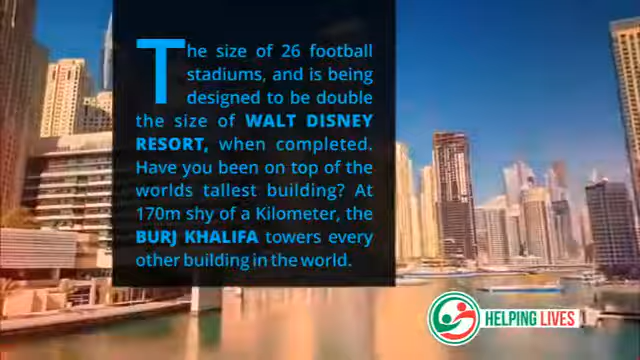 The size of 26 football
stadiums, and is being
designed to be double
the size of WALT DISNEY
RESORT, when completed.
Have you been on top of the
worlds tallest building? At
170m shy of a Kilometer, the
BURJ KHALIFA towers every
other building in the world.
HELPING LIVES